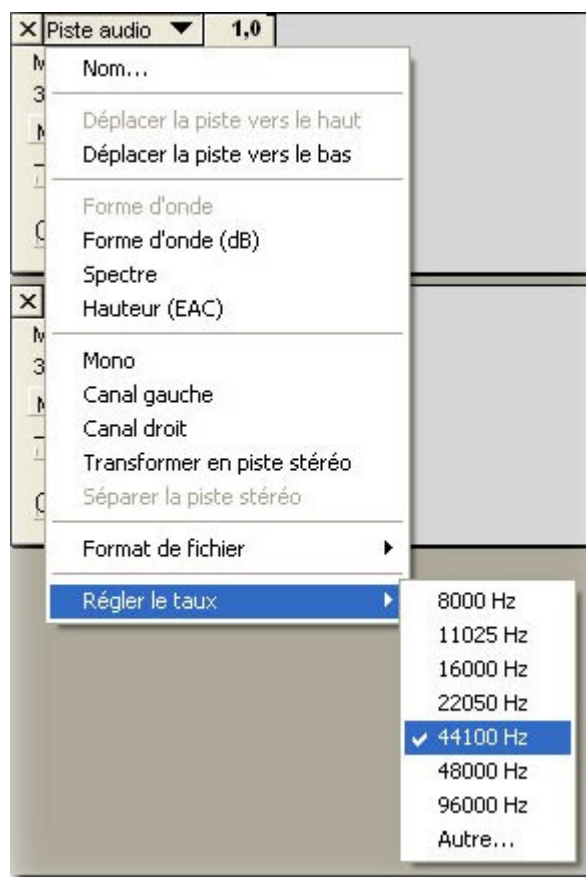 Piste audio
1,0
Nom...
Déplacer la piste vers le haut
Déplacer la piste vers le bas
Forme d'onde
Forme d'onde (dB)
Spectre
Hauteur (EAC)
Mono
Canal gauche
Canal droit
Transformer en piste stéréo
Séparer la piste stéréo
Format de fichier
Régler le taux
8000 Hz
11025 Hz
16000 Hz
22050 Hz
44100 Hz
48000 Hz
96000 Hz
Autre...